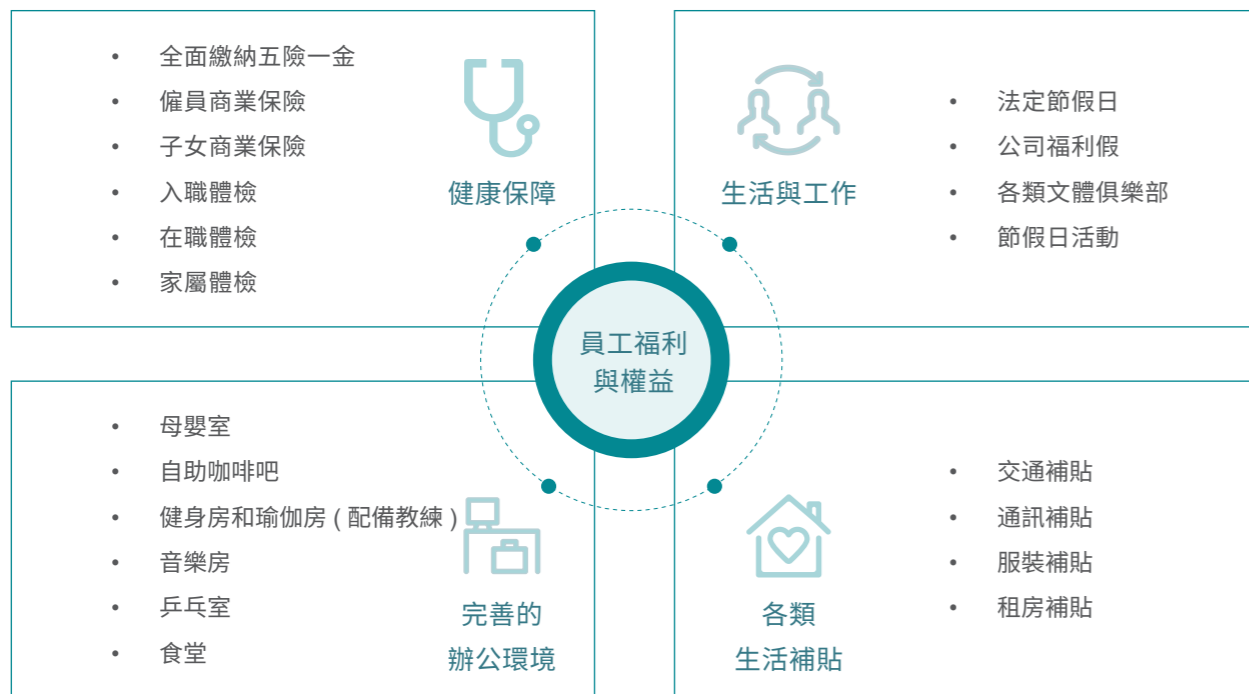 • 全面繳納五險一金
• 僱員商業保險
• 子女商業保險
• 入職體檢
• 在職體檢
• 家屬體檢
健康保障
生活與工作
• 法定節假日
• 公司福利假
• 各類文體俱樂部
• 節假日活動
員工福利
與權益
• 母嬰室
• 自助咖啡吧
• 健身房和瑜伽房 ( 配備教練 )
• 音樂房
• 乒乓室
• 食堂
完善的
辦公環境
各類
生活補貼
• 交通補貼
• 通訊補貼
• 服裝補貼
• 租房補貼